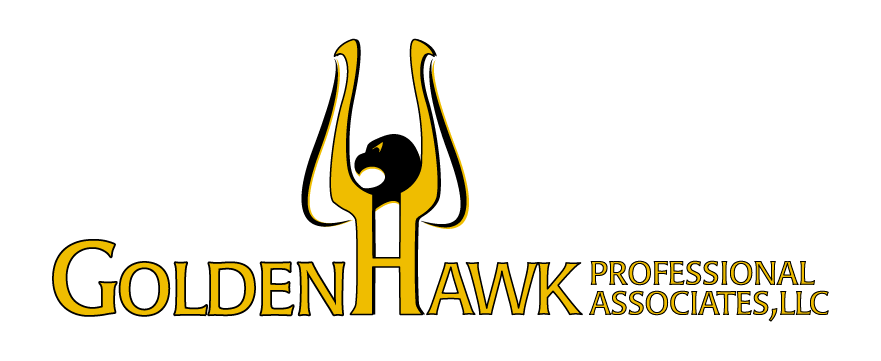 GOLDENHAWK
PROFESSIONAL
ASSOCIATES,LLC